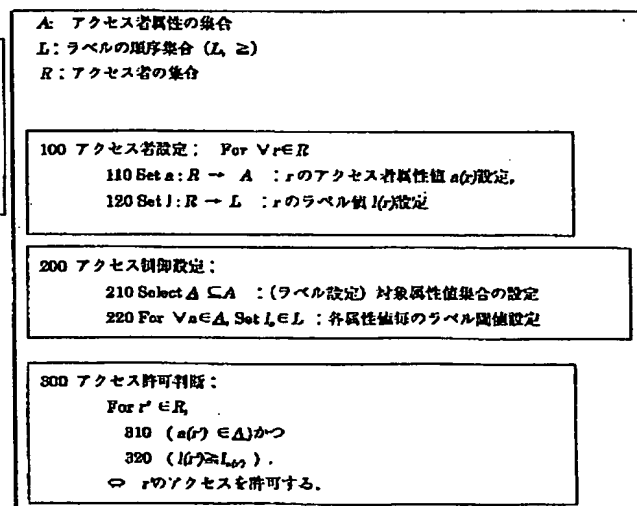 A: アクセス者属性の集合
L:ラベルの順序集合(L, ≧)
R:アクセス者の集合
100 アクセス者設定: For ∀r∈R
110 Set a : R → A :rのアクセス者属性値 a(r)設定,
120 Set l : R → L :rのラベル値 l(r)設定
200 アクセス制御設定:
210 Select Δ ⊆A :(ラベル設定)対象属性値集合の設定
220 For ∀a∈Δ, Set lₐ∈L :各属性値毎のラベル閾値設定
300 アクセス許可判断:
For r' ∈R,
310 (a(r') ∈Δ)かつ
320 (l(r')≧l_{a(r')}).
⇔ r'のアクセスを許可する.